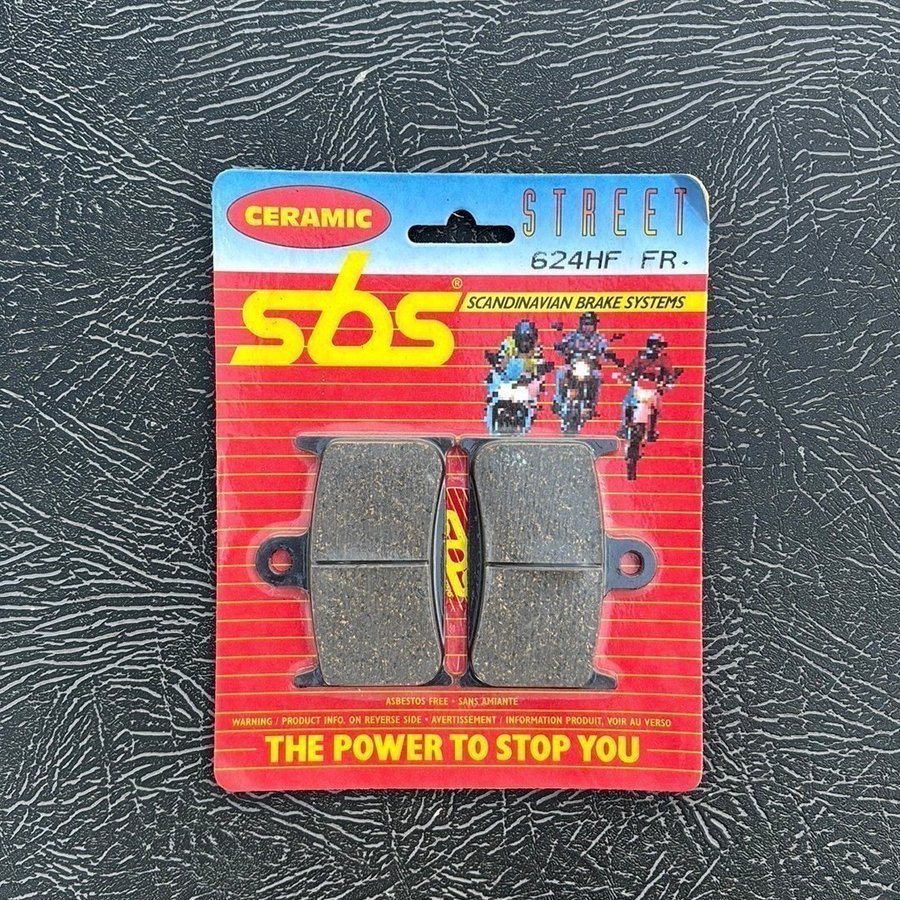 CERAMIC
STREET
624HF FR.
sbs®
SCANDINAVIAN BRAKE SYSTEMS
ASBESTOS FREE · SANS AMIANTE
WARNING / PRODUCT INFO. ON REVERSE SIDE · AVERTISSEMENT / INFORMATION PRODUIT, VOIR AU VERSO
THE POWER TO STOP YOU